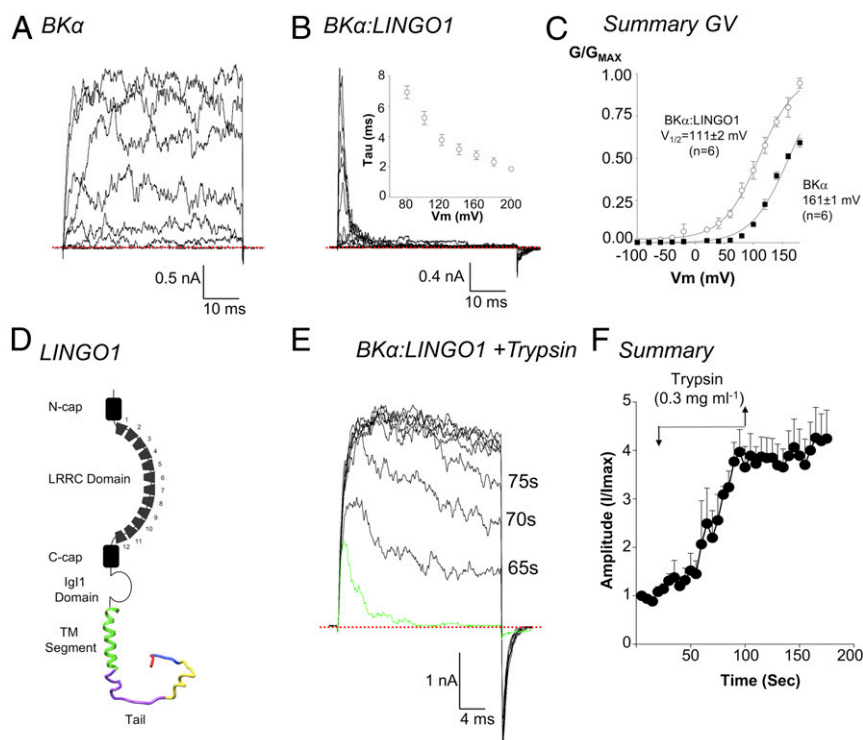 A BKα
B BKα:LINGO1
C Summary GV
0.5 nA
10 ms
Tau (ms)
8
6
4
2
0
80 120 160 200
Vm (mV)
0.4 nA
10 ms
G/GMAX
1.00
0.75
0.50
0.25
0.00
BKα:LINGO1
V1/2=111±2 mV
(n=6)
BKα
161±1 mV
(n=6)
-100 -50 0 50 100 150
Vm (mV)
D LINGO1
N-cap
1
2
3
4
5
6
7
8
9
10
11
12
LRRC Domain
C-cap
IgI1
Domain
TM
Segment
Tail
E BKα:LINGO1 +Trypsin
75s
70s
65s
1 nA
4 ms
F Summary
Trypsin
(0.3 mg ml-1)
Amplitude (I/Imax)
5
4
3
2
1
0
50 100 150 200
Time (Sec)